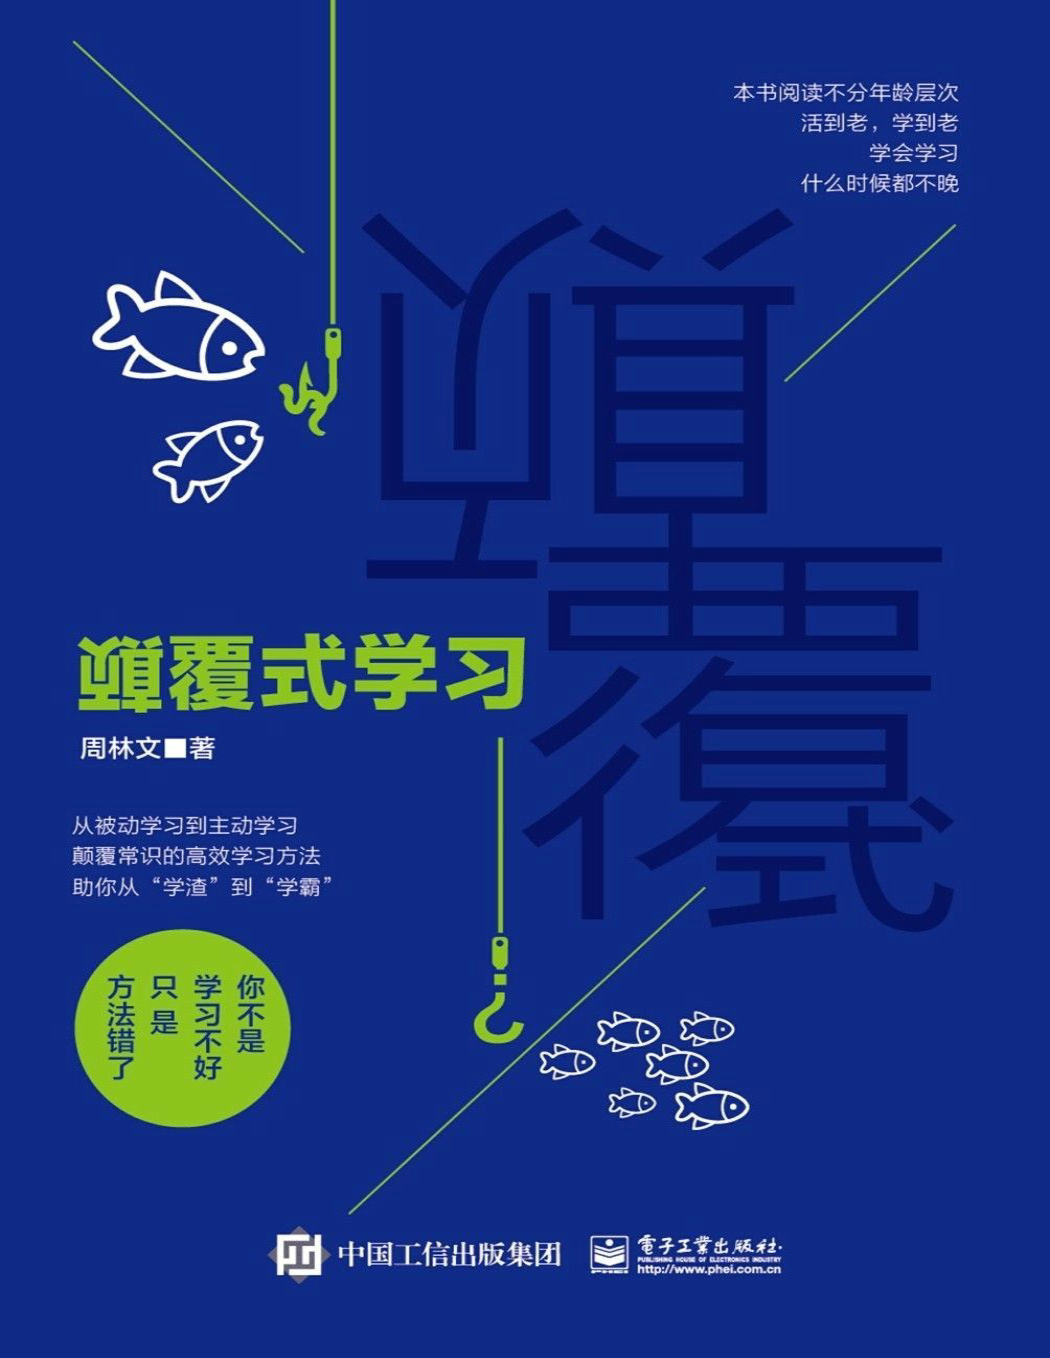 本书阅读不分年龄层次
活到老，学到老
学会学习
什么时候都不晚
颠覆式
颠覆式学习
周林文■著
从被动学习到主动学习
颠覆常识的高效学习方法
助你从“学渣”到“学霸”
你不是
学习不好
只是
方法错了
中国工信出版集团
電子工業出版社·
PUBLISHING HOUSE OF ELECTRONICS INDUSTRY
http://www.phei.com.cn
PHEI